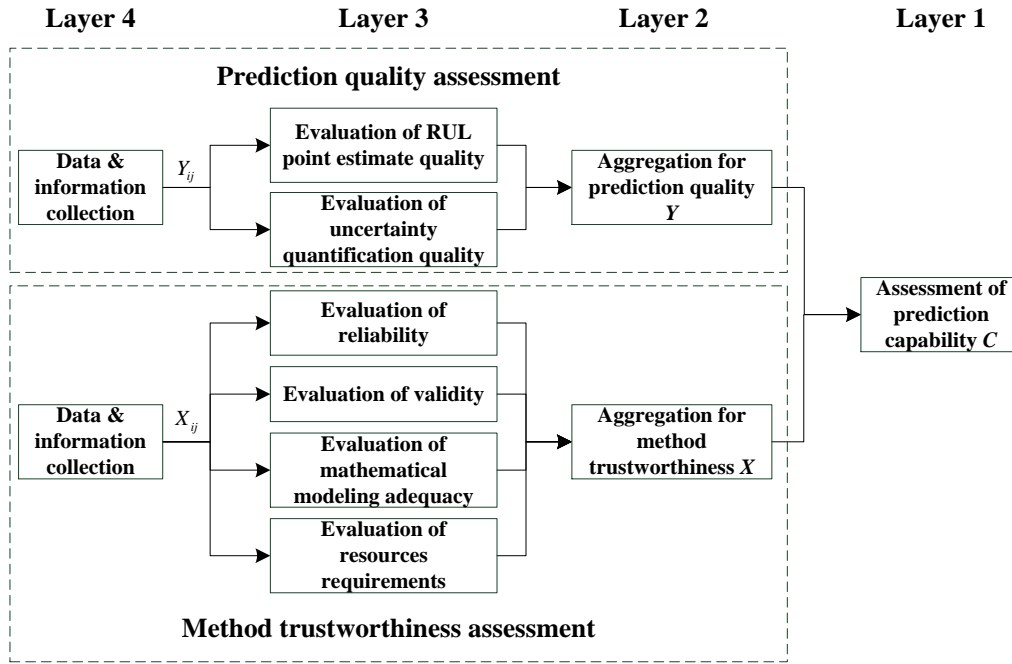 Layer 4
Layer 3
Layer 2
Layer 1
Prediction quality assessment
Data &
information
collection
Y_ij
Evaluation of RUL
point estimate quality
Evaluation of
uncertainty
quantification quality
Aggregation for
prediction quality
Y
Assessment of
prediction
capability C
Data &
information
collection
X_ij
Evaluation of
reliability
Evaluation of validity
Evaluation of
mathematical
modeling adequacy
Evaluation of
resources
requirements
Aggregation for
method
trustworthiness X
Method trustworthiness assessment